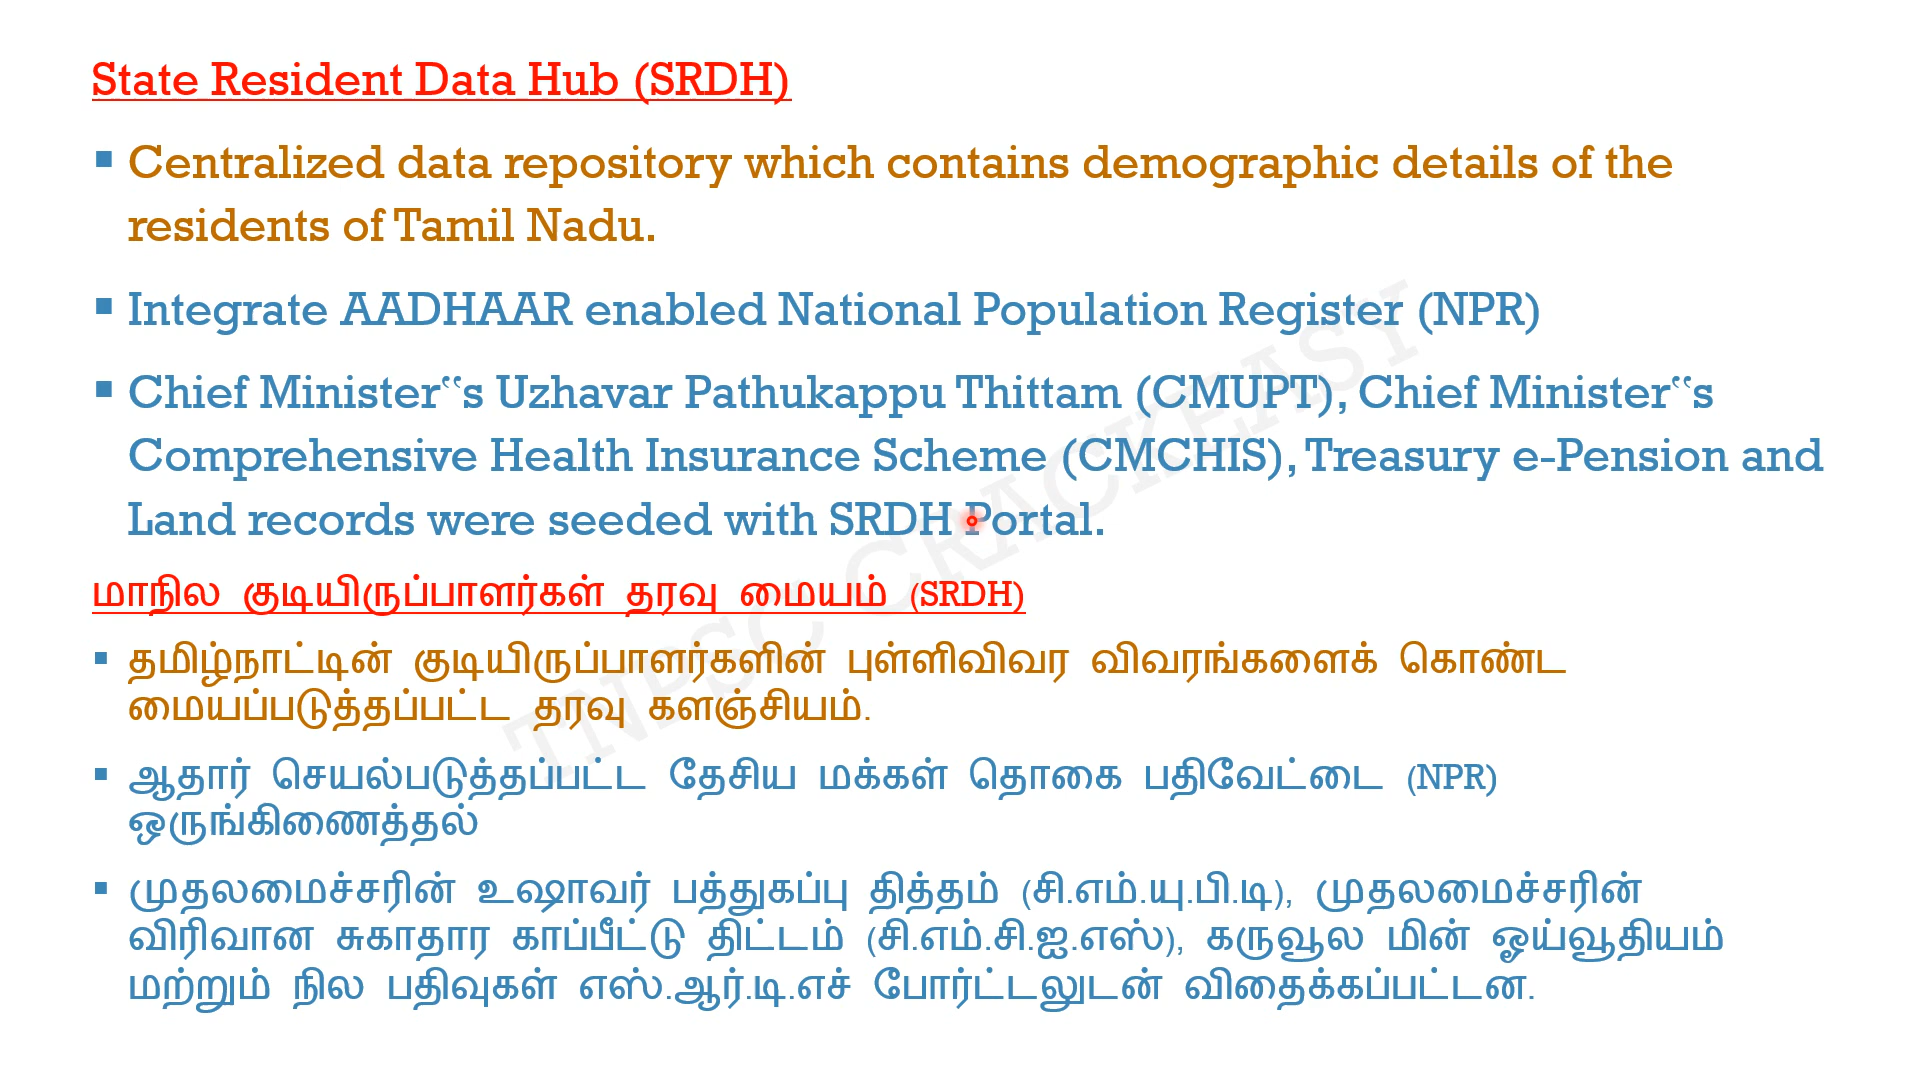 State Resident Data Hub (SRDH)
▪ Centralized data repository which contains demographic details of the
residents of Tamil Nadu.
▪ Integrate AADHAAR enabled National Population Register (NPR)
▪ Chief Minister‟s Uzhavar Pathukappu Thittam (CMUPT), Chief Minister‟s
Comprehensive Health Insurance Scheme (CMCHIS), Treasury e-Pension and
Land records were seeded with SRDH Portal.
மாநில குடியிருப்பாளர்கள் தரவு மையம் (SRDH)
▪ தமிழ்நாட்டின் குடியிருப்பாளர்களின் புள்ளிவிவர விவரங்களைக் கொண்ட
மையப்படுத்தப்பட்ட தரவு களஞ்சியம்.
▪ ஆதார் செயல்படுத்தப்பட்ட தேசிய மக்கள் தொகை பதிவேட்டை (NPR)
ஒருங்கிணைத்தல்
▪ முதலமைச்சரின் உஷாவர் பத்துகப்பு தித்தம் (சி.எம்.யு.பி.டி), முதலமைச்சரின்
விரிவான சுகாதார காப்பீட்டு திட்டம் (சி.எம்.சி.ஐ.எஸ்), கருவூல மின் ஓய்வூதியம்
மற்றும் நில பதிவுகள் எஸ்.ஆர்.டி.எச் போர்ட்டலுடன் விதைக்கப்பட்டன.
TNPSC CRACKEASY